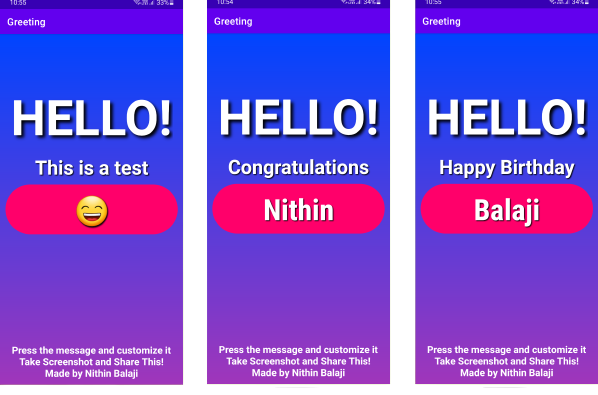 10:55 33%
Greeting
HELLO!
This is a test
😄
Press the message and customize it
Take Screenshot and Share This!
Made by Nithin Balaji
10:54 34%
Greeting
HELLO!
Congratulations
Nithin
Press the message and customize it
Take Screenshot and Share This!
Made by Nithin Balaji
10:55 34%
Greeting
HELLO!
Happy Birthday
Balaji
Press the message and customize it
Take Screenshot and Share This!
Made by Nithin Balaji